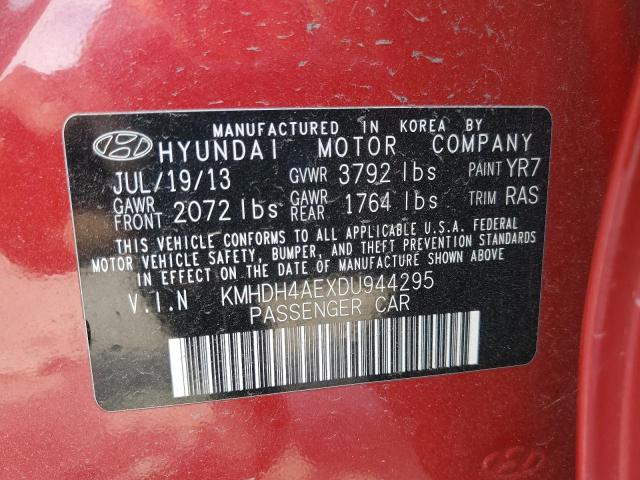 MANUFACTURED IN KOREA BY
HYUNDAI MOTOR COMPANY
JUL/19/13 GVWR 3792 lbs PAINT YR7
GAWR FRONT 2072 lbs GAWR REAR 1764 lbs TRIM RAS
THIS VEHICLE CONFORMS TO ALL APPLICABLE U.S.A. FEDERAL
MOTOR VEHICLE SAFETY, BUMPER, AND THEFT PREVENTION STANDARDS
IN EFFECT ON THE DATE OF MANUFACTURE SHOWN ABOVE.
V.I.N KMHDH4AEXDU944295
PASSENGER CAR